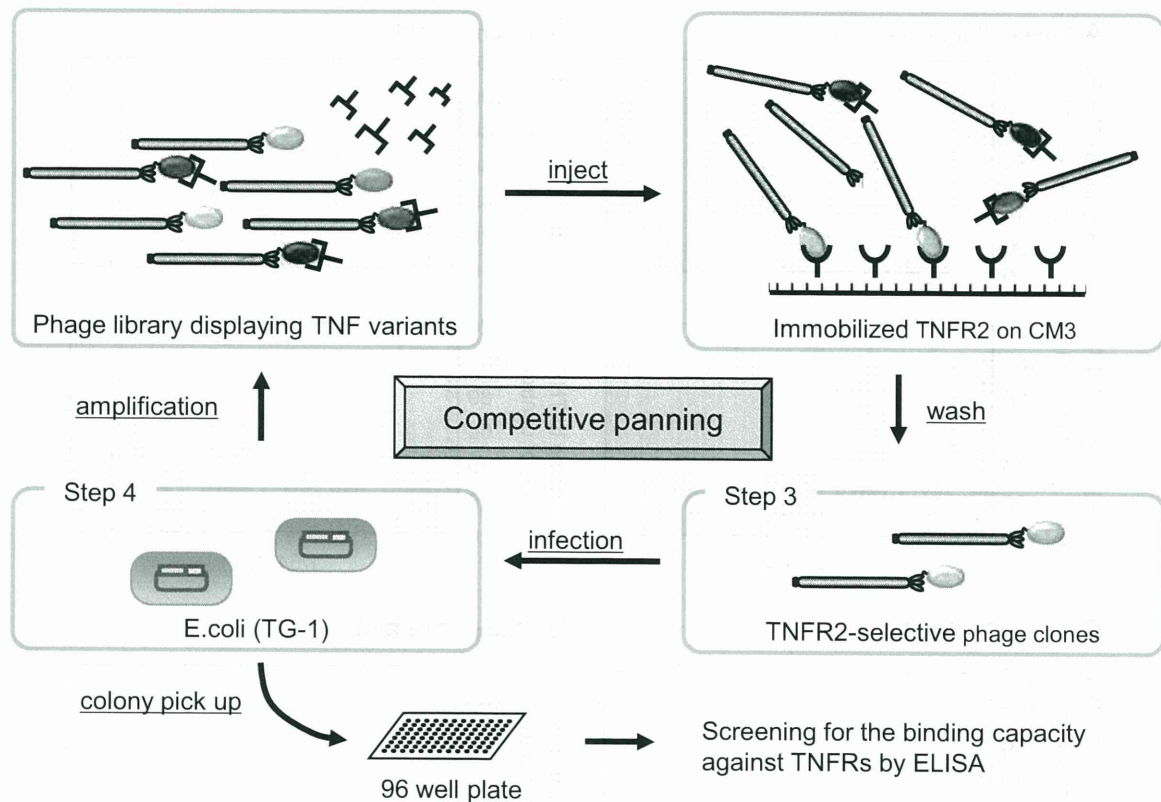 Phage library displaying TNF variants
inject
Immobilized TNFR2 on CM3
wash
Step 3
TNFR2-selective phage clones
infection
Step 4
E.coli (TG-1)
amplification
Competitive panning
colony pick up
96 well plate
Screening for the binding capacity
against TNFRs by ELISA